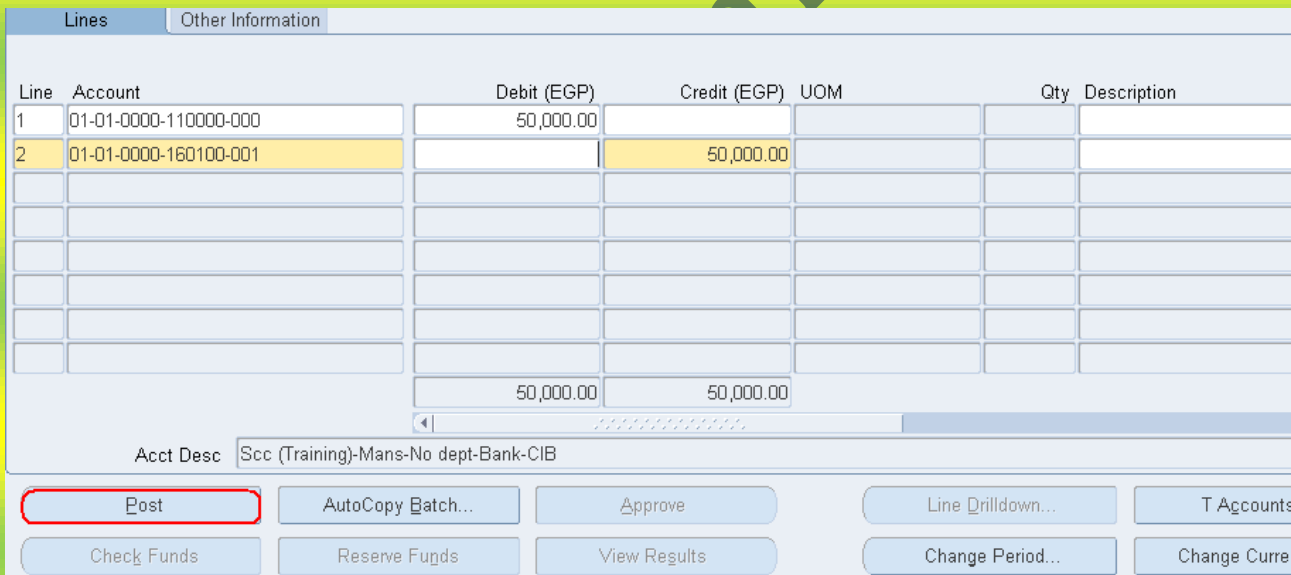 Lines Other Information
Line Account Debit (EGP) Credit (EGP) UOM Qty Description
1 01-01-0000-110000-000 50,000.00
2 01-01-0000-160100-001 50,000.00
50,000.00 50,000.00
Acct Desc Scc (Training)-Mans-No dept-Bank-CIB
Post AutoCopy Batch... Approve Line Drilldown... T Accounts
Check Funds Reserve Funds View Results Change Period... Change Curre